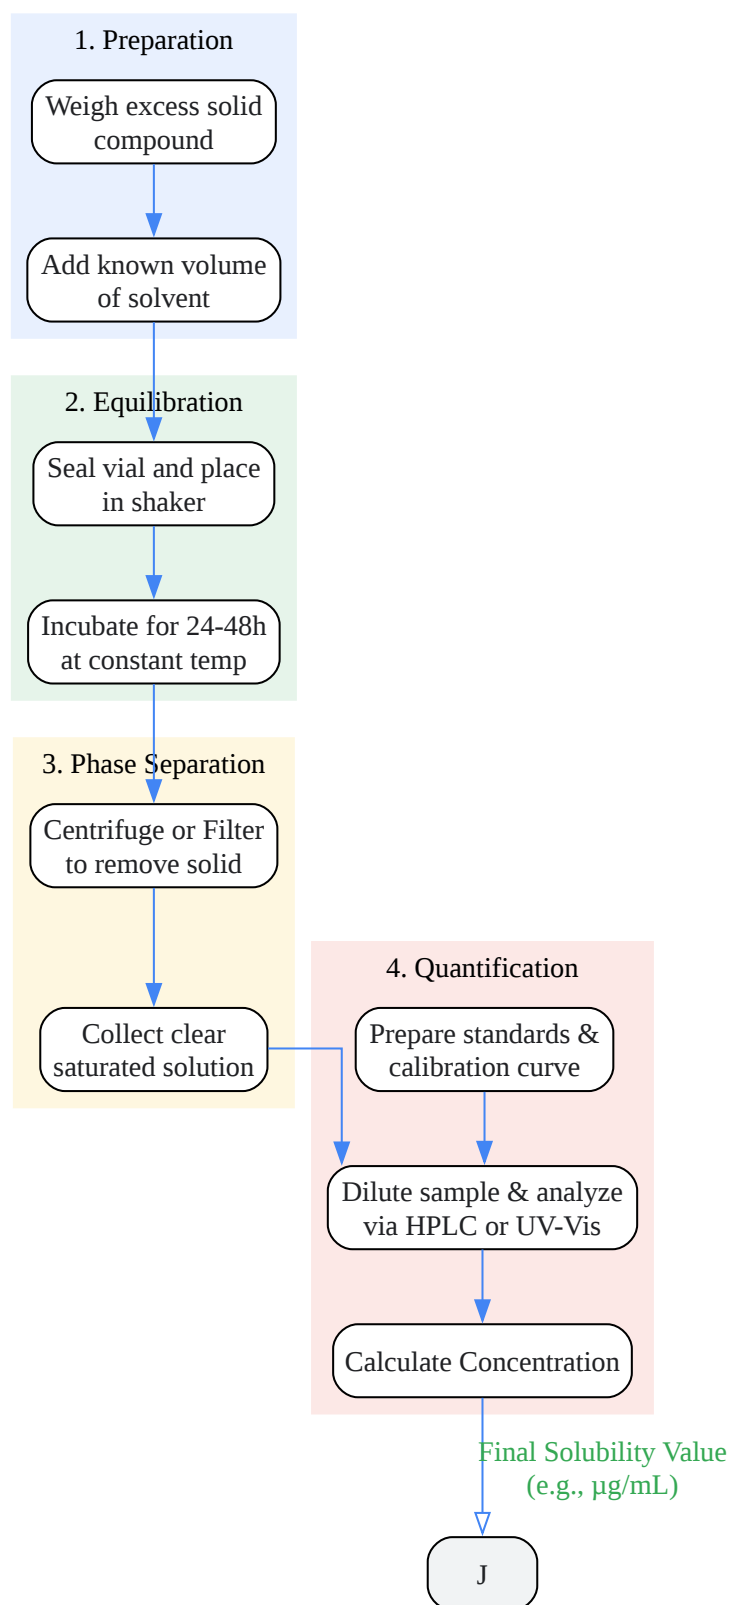 1. Preparation
Weigh excess solid
compound
Add known volume
of solvent
2. Equilibration
Seal vial and place
in shaker
Incubate for 24-48h
at constant temp
3. Phase Separation
Centrifuge or Filter
to remove solid
Collect clear
saturated solution
4. Quantification
Prepare standards &
calibration curve
Dilute sample & analyze
via HPLC or UV-Vis
Calculate Concentration
Final Solubility Value
(e.g., µg/mL)
J